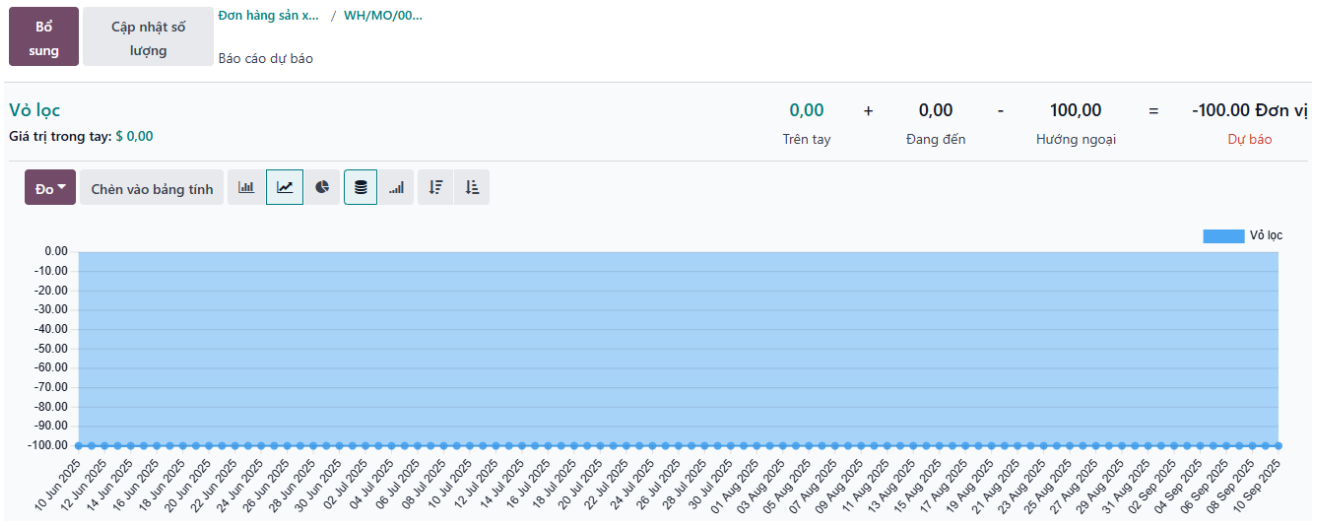 Bổ sung
Cập nhật số lượng
Đơn hàng sản x... / WH/MO/00...
Báo cáo dự báo
Vỏ lọc
Giá trị trong tay: $ 0,00
0,00 + 0,00 - 100,00 = -100.00 Đơn vị
Trên tay Đang đến Hướng ngoại Dự báo
Đo Chèn vào bảng tính
Vỏ lọc
0.00
-10.00
-20.00
-30.00
-40.00
-50.00
-60.00
-70.00
-80.00
-90.00
-100.00
10 Jun 2025
12 Jun 2025
14 Jun 2025
16 Jun 2025
18 Jun 2025
20 Jun 2025
22 Jun 2025
24 Jun 2025
26 Jun 2025
28 Jun 2025
30 Jun 2025
02 Jul 2025
04 Jul 2025
06 Jul 2025
08 Jul 2025
10 Jul 2025
12 Jul 2025
14 Jul 2025
16 Jul 2025
18 Jul 2025
20 Jul 2025
22 Jul 2025
24 Jul 2025
26 Jul 2025
28 Jul 2025
30 Jul 2025
01 Aug 2025
03 Aug 2025
05 Aug 2025
07 Aug 2025
09 Aug 2025
11 Aug 2025
13 Aug 2025
15 Aug 2025
17 Aug 2025
19 Aug 2025
21 Aug 2025
23 Aug 2025
25 Aug 2025
27 Aug 2025
29 Aug 2025
31 Aug 2025
02 Sep 2025
04 Sep 2025
06 Sep 2025
08 Sep 2025
10 Sep 2025